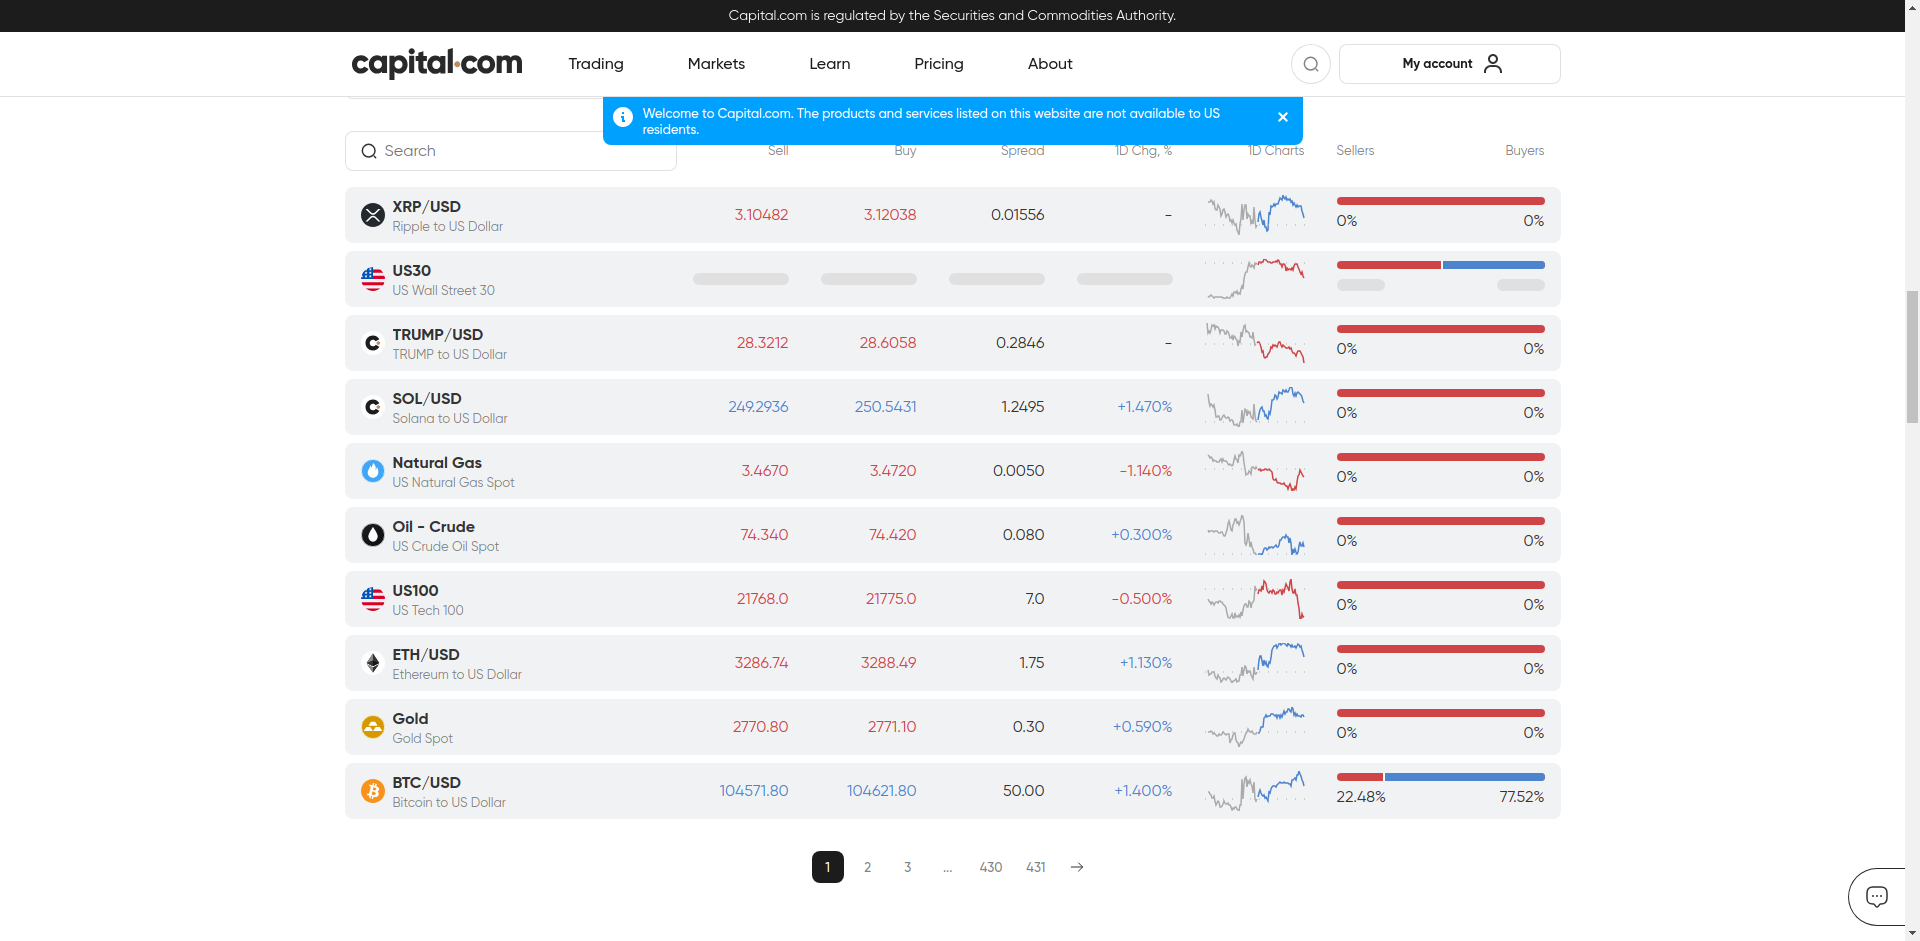 Capital.com is regulated by the Securities and Commodities Authority.
capital.com
Trading
Markets
Learn
Pricing
About
My account
Welcome to Capital.com. The products and services listed on this website are not available to US
residents.
Search
Sell
Buy
Spread
1D Chg, %
1D Charts
Sellers
Buyers
XRP/USD
Ripple to US Dollar
3.10482
3.12038
0.01556
-
0%
0%
US30
US Wall Street 30
TRUMP/USD
TRUMP to US Dollar
28.3212
28.6058
0.2846
-
0%
0%
SOL/USD
Solana to US Dollar
249.2936
250.5431
1.2495
+1.470%
0%
0%
Natural Gas
US Natural Gas Spot
3.4670
3.4720
0.0050
-1.140%
0%
0%
Oil - Crude
US Crude Oil Spot
74.340
74.420
0.080
+0.300%
0%
0%
US100
US Tech 100
21768.0
21775.0
7.0
-0.500%
0%
0%
ETH/USD
Ethereum to US Dollar
3286.74
3288.49
1.75
+1.130%
0%
0%
Gold
Gold Spot
2770.80
2771.10
0.30
+0.590%
0%
0%
BTC/USD
Bitcoin to US Dollar
104571.80
104621.80
50.00
+1.400%
22.48%
77.52%
1
2
3
...
430
431